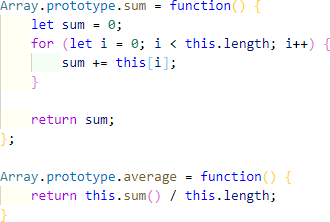 Array.prototype.sum = function() {
    let sum = 0;
    for (let i = 0; i < this.length; i++) {
        sum += this[i];
    }

    return sum;
};

Array.prototype.average = function() {
    return this.sum() / this.length;
}